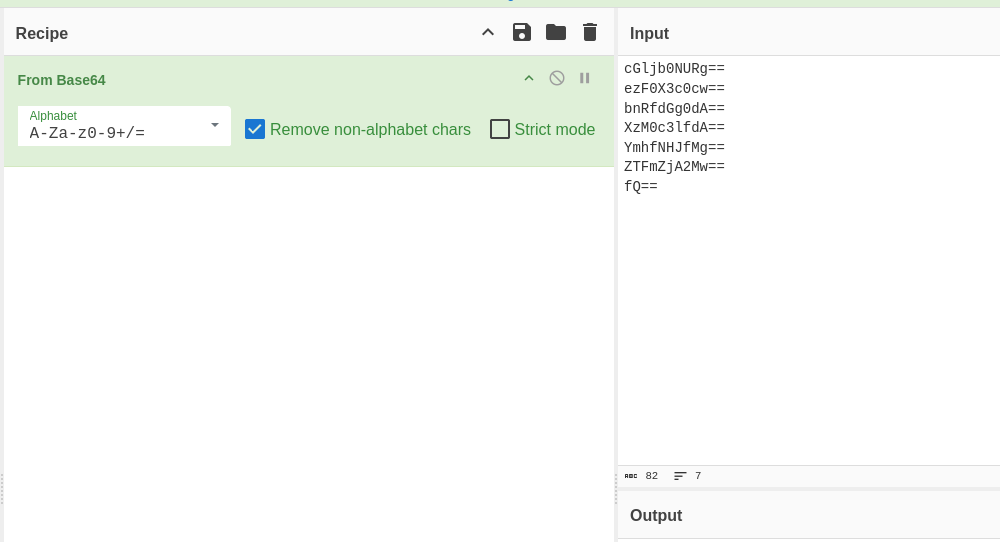 Recipe
From Base64
Alphabet
A-Za-z0-9+/=
Remove non-alphabet chars
Strict mode
Input
cGljb0NURg==
ezF0X3c0cw==
bnRfdGg0dA==
XzM0c3lfdA==
YmhfNHJfMg==
ZTFmZjA2Mw==
fQ==
ABC 82 7
Output